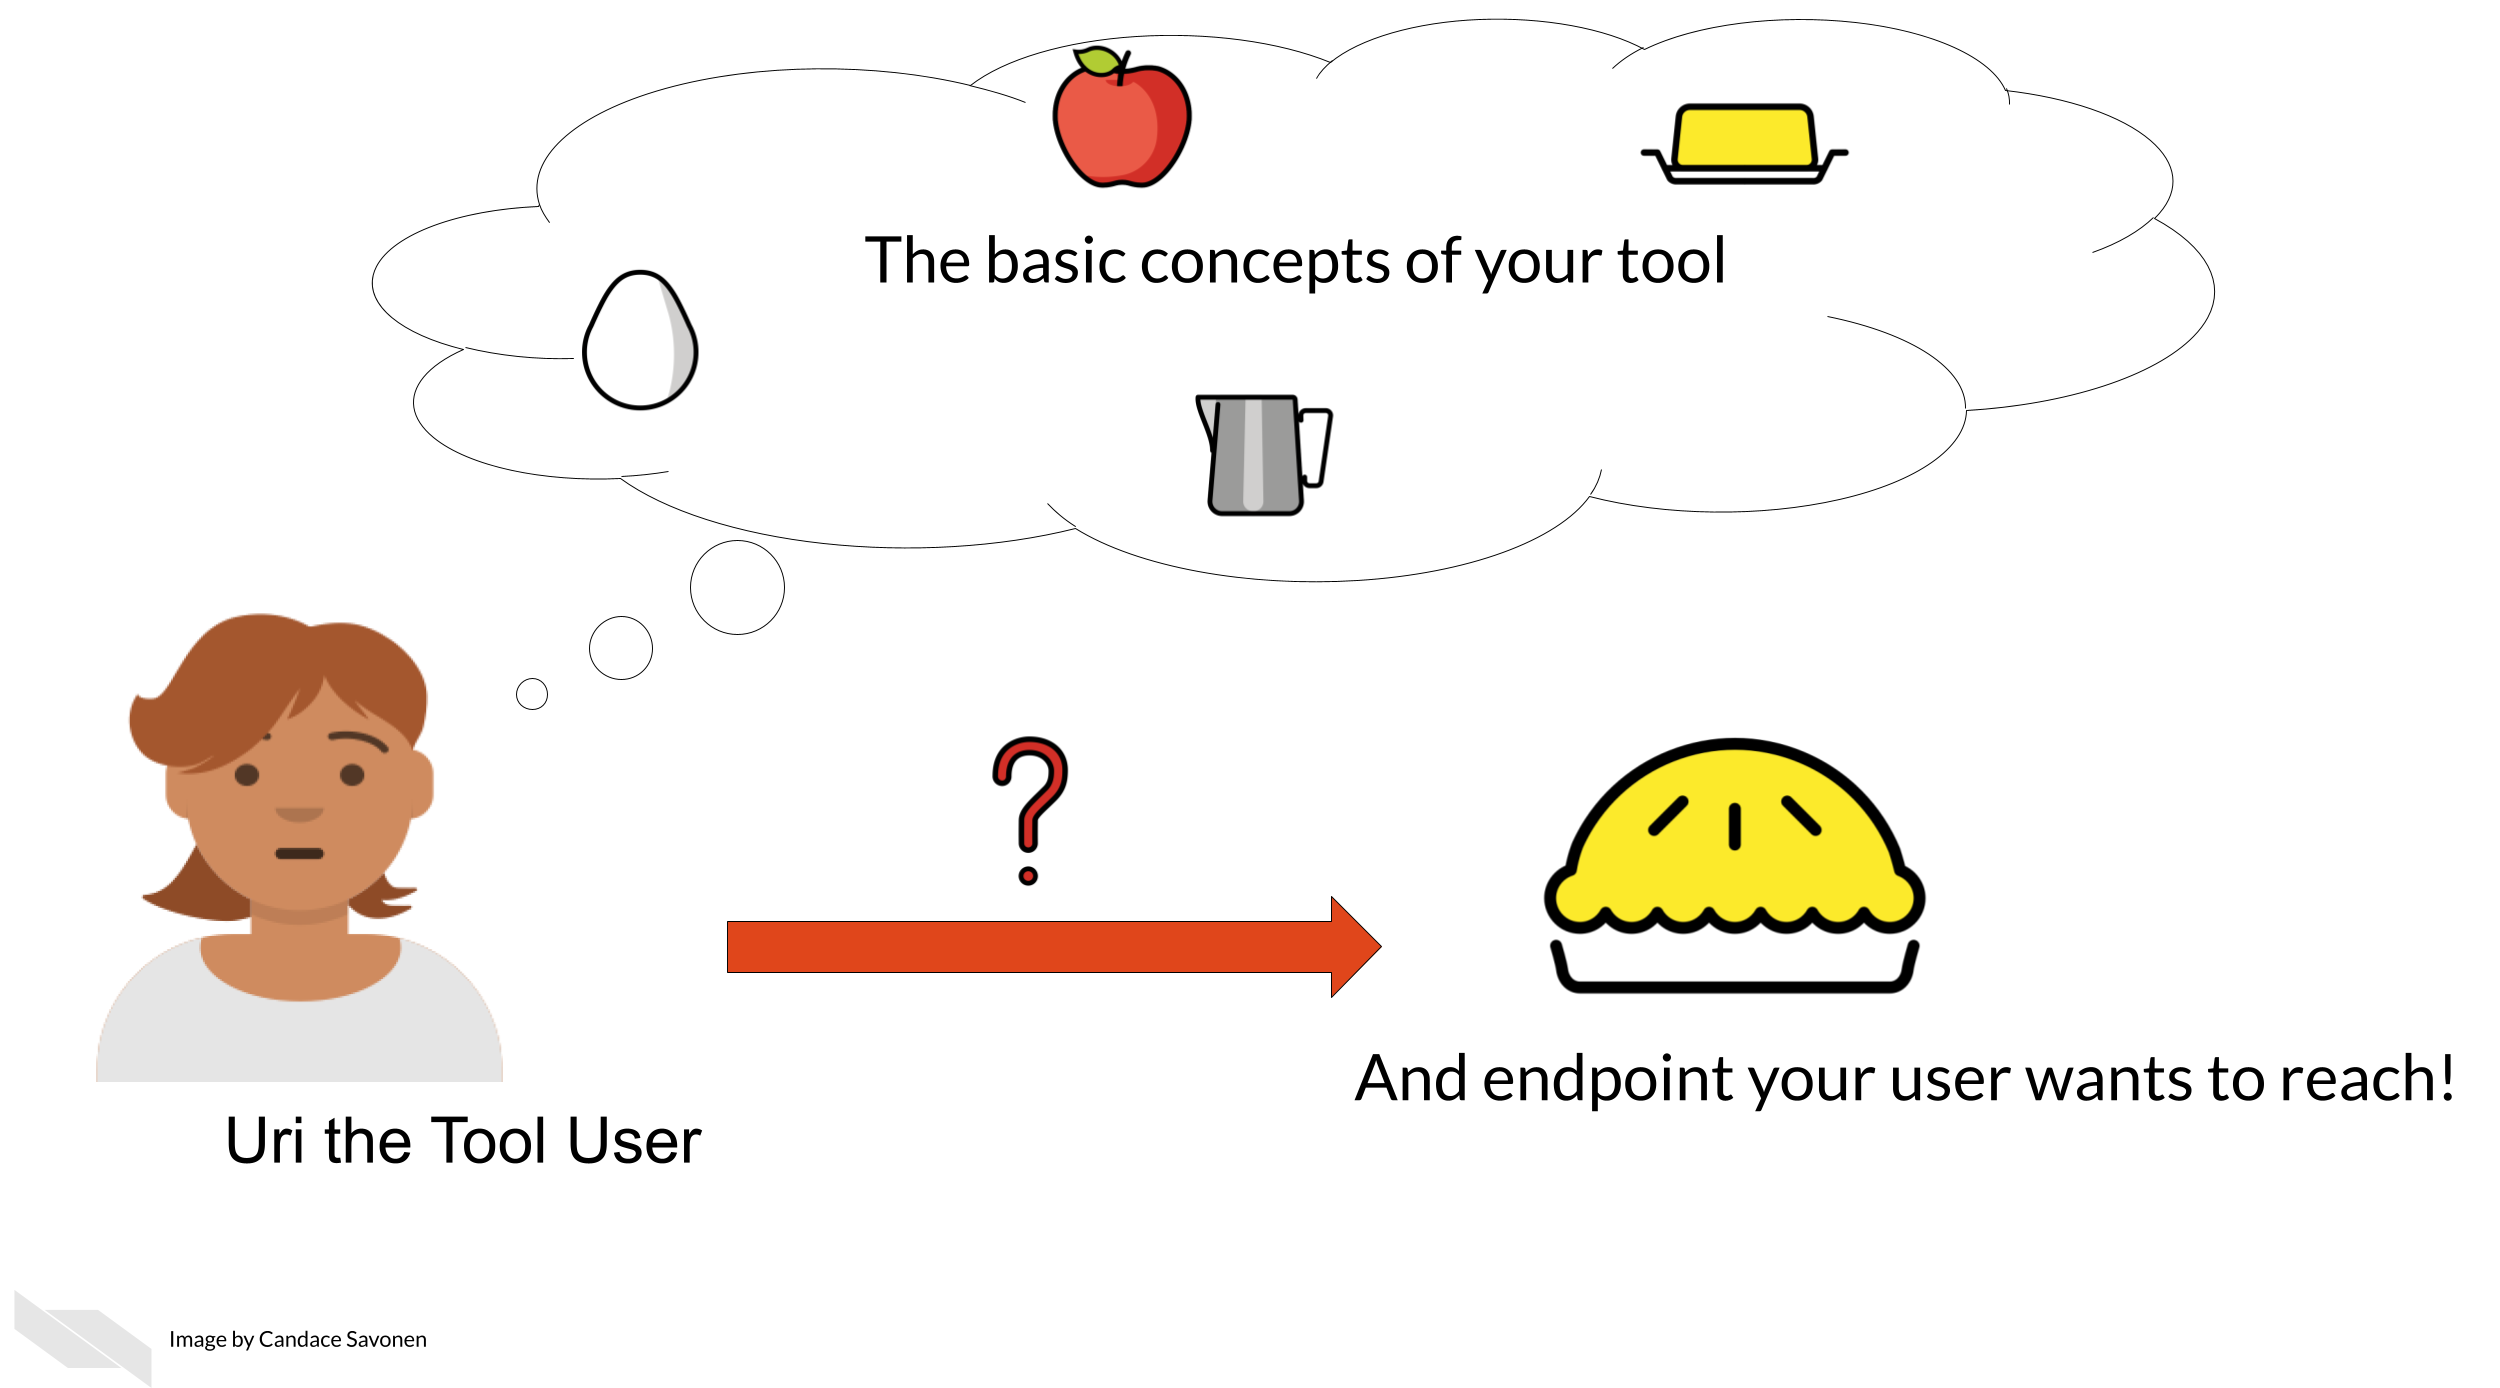 The basic concepts of your tool
And endpoint your user wants to reach!
Uri the Tool User
Image by Candace Savonen